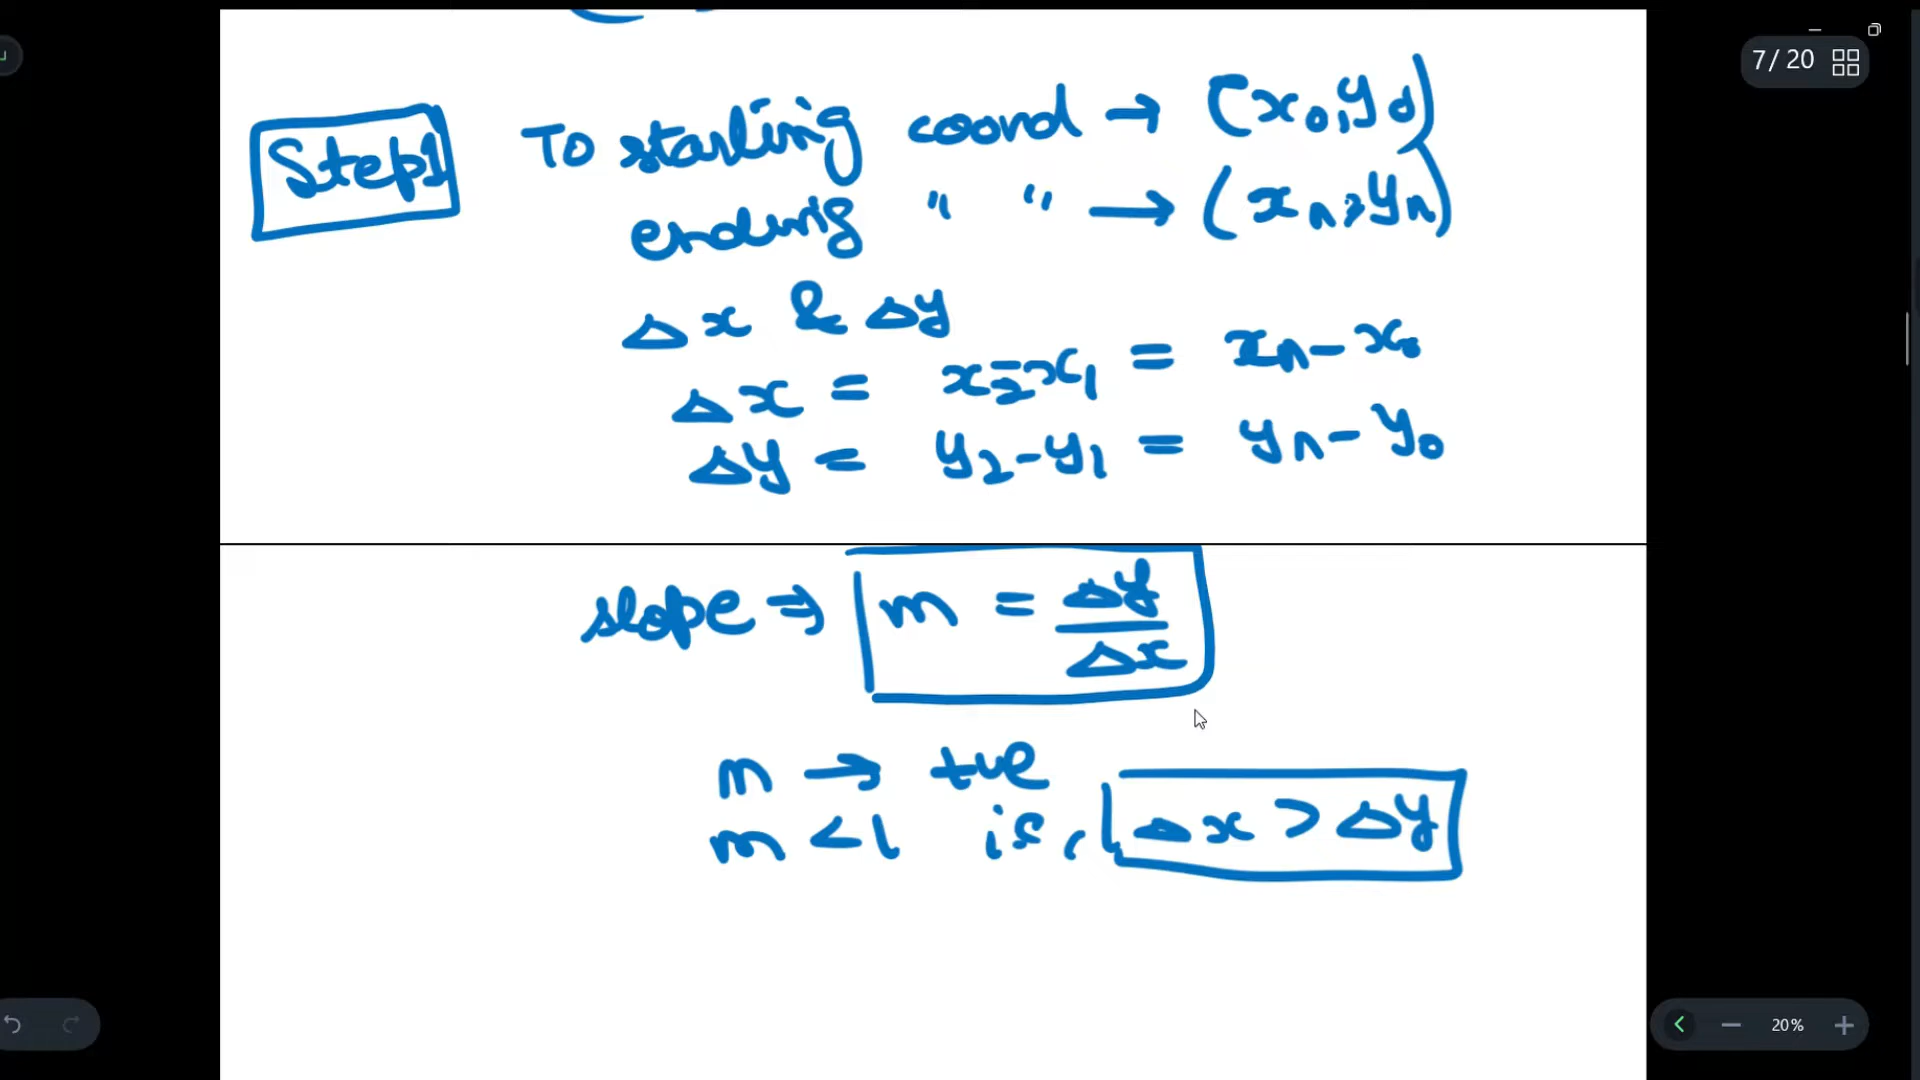 7/ 20
Step1
To starting coord → (x₀, y₀)
ending " " → (xₙ, yₙ)
Δx & Δy
Δx = x₂-x₁ = xₙ - x₀
Δy = y₂-y₁ = yₙ - y₀
slope ⇒ m = Δy/Δx
m → +ve
m < 1 is, Δx > Δy
20%